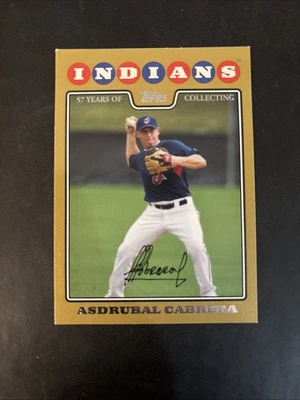 INDIANS
57 YEARS OF Topps COLLECTING
ASDRUBAL CABRERA